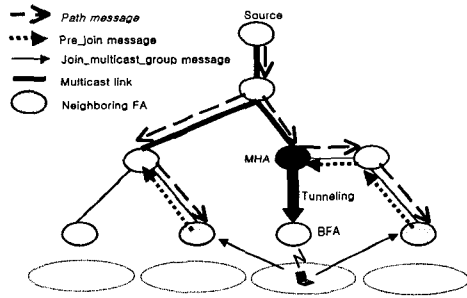 Path message
Source
Pre_join message
Join_multicast_group message
Multicast link
Neighboring FA
MHA
Tunneling
BFA